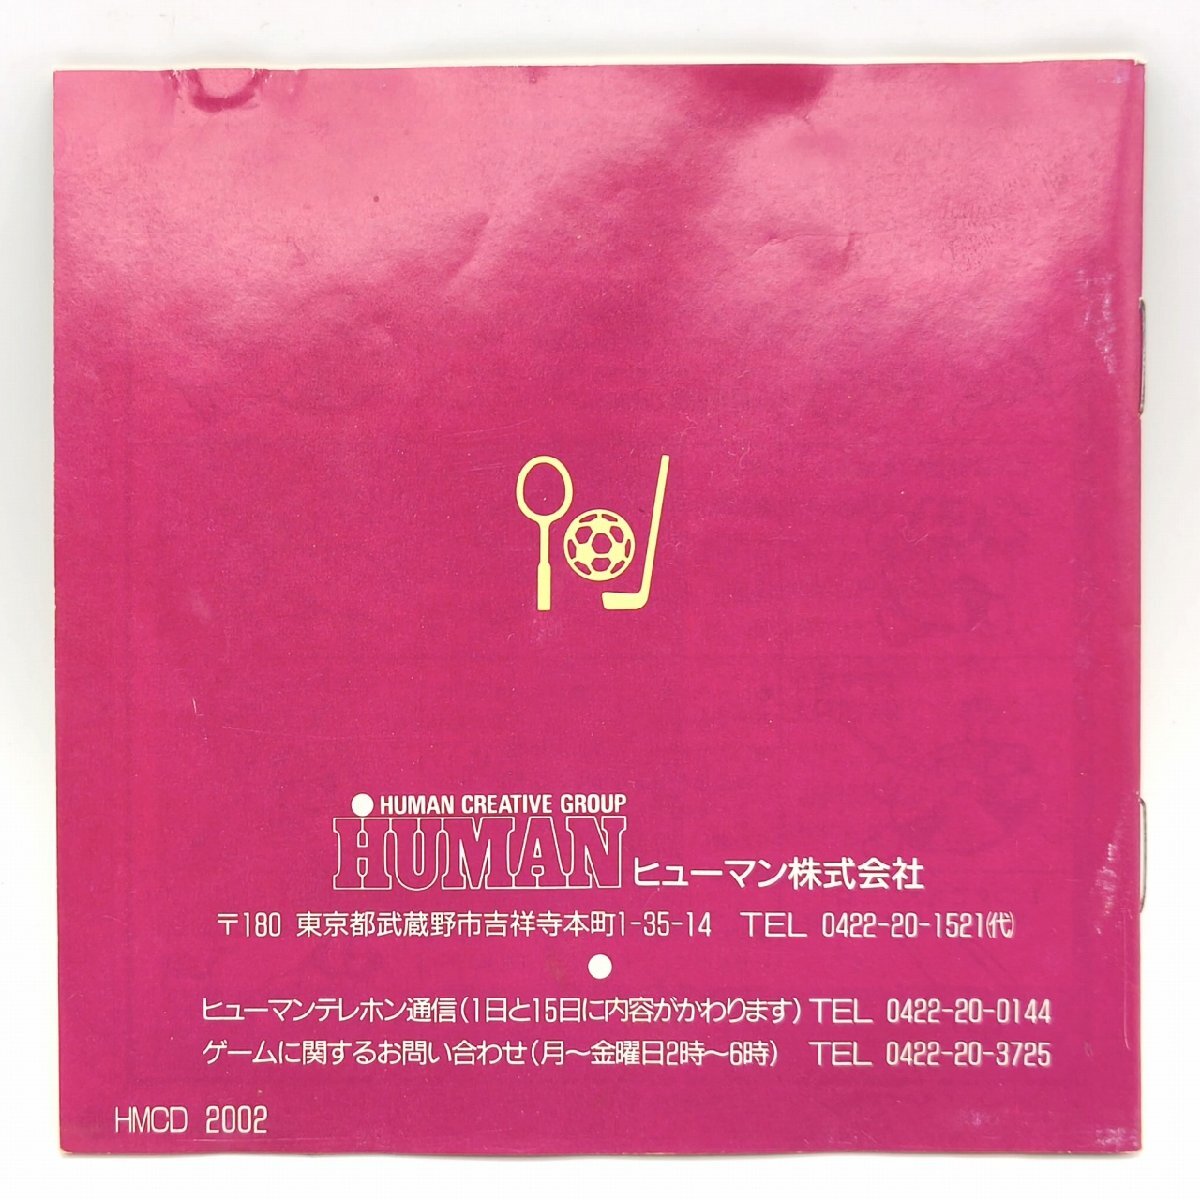 HUMAN CREATIVE GROUP
HUMAN ヒューマン株式会社
〒180 東京都武蔵野市吉祥寺本町1-35-14 TEL 0422-20-1521(代)
ヒューマンテレホン通信(1日と15日に内容がかわります) TEL 0422-20-0144
ゲームに関するお問い合わせ(月〜金曜日2時〜6時) TEL 0422-20-3725
HMCD 2002